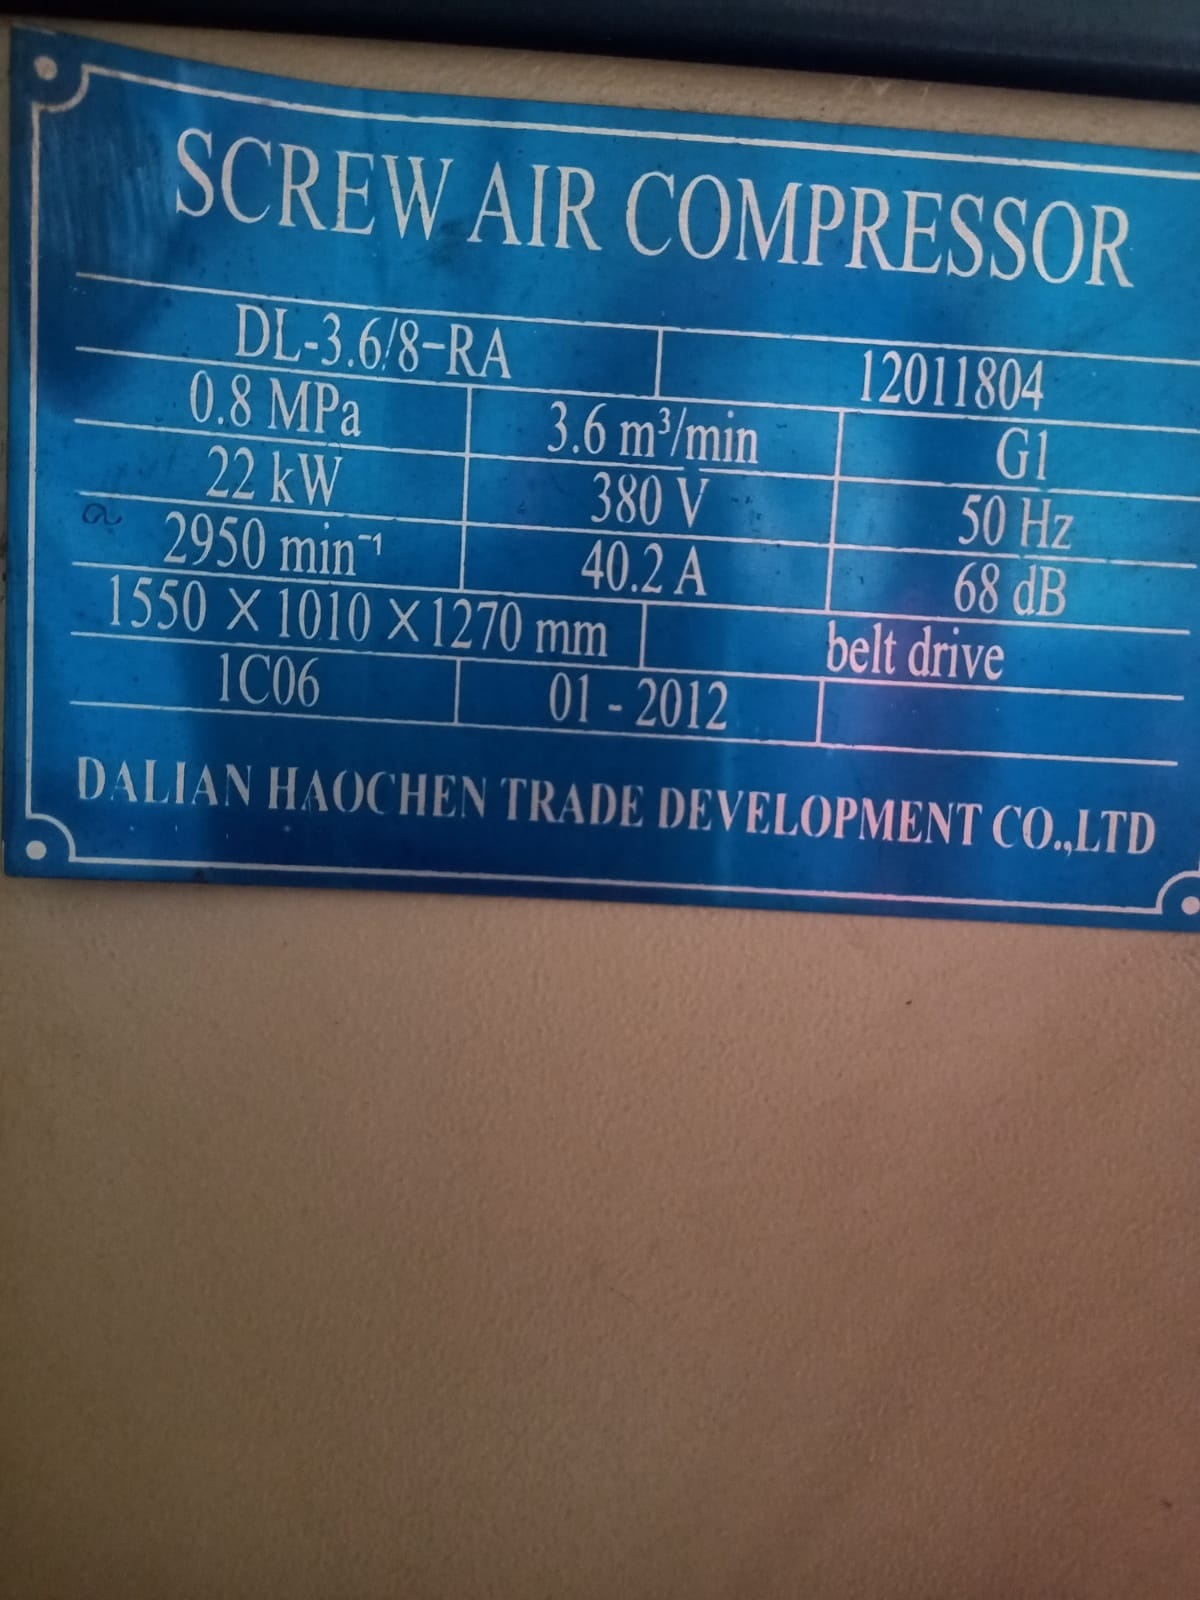 SCREW AIR COMPRESSOR
DL-3.6/8-RA 12011804
0.8 MPa 3.6 m³/min G1
22 kW 380 V 50 Hz
2950 min⁻¹ 40.2 A 68 dB
1550 X 1010 X 1270 mm belt drive
1C06 01 - 2012
DALIAN HAOCHEN TRADE DEVELOPMENT CO.,LTD